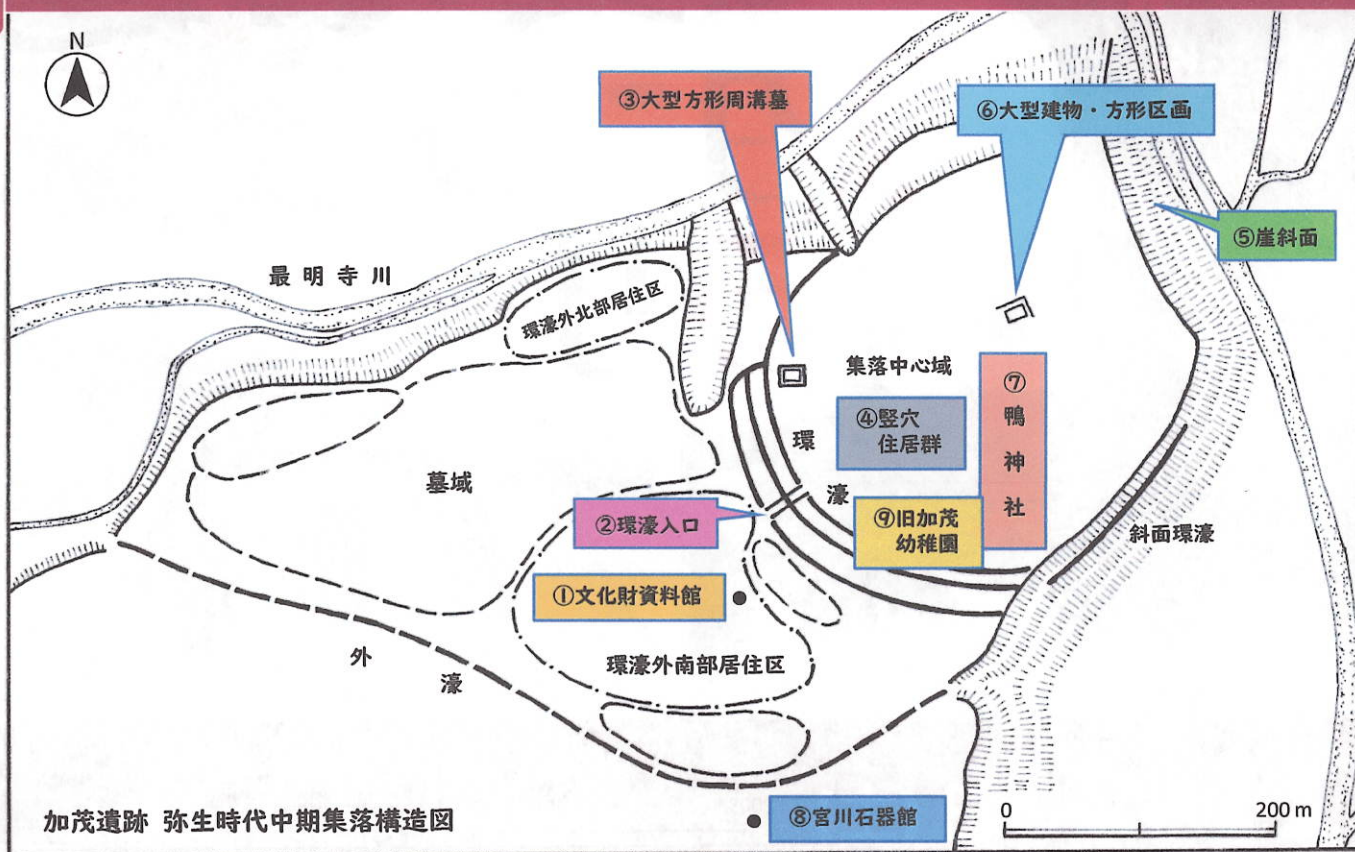 N
③大型方形周溝墓
⑥大型建物・方形区画
⑤崖斜面
最明寺川
環濠外北部居住区
集落中心域
④竪穴
住居群
⑦鴨神社
環濠
墓域
②環濠入口
⑨旧加茂
幼稚園
斜面環濠
①文化財資料館
環濠外南部居住区
外濠
加茂遺跡 弥生時代中期集落構造図
⑧宮川石器館
0 200m